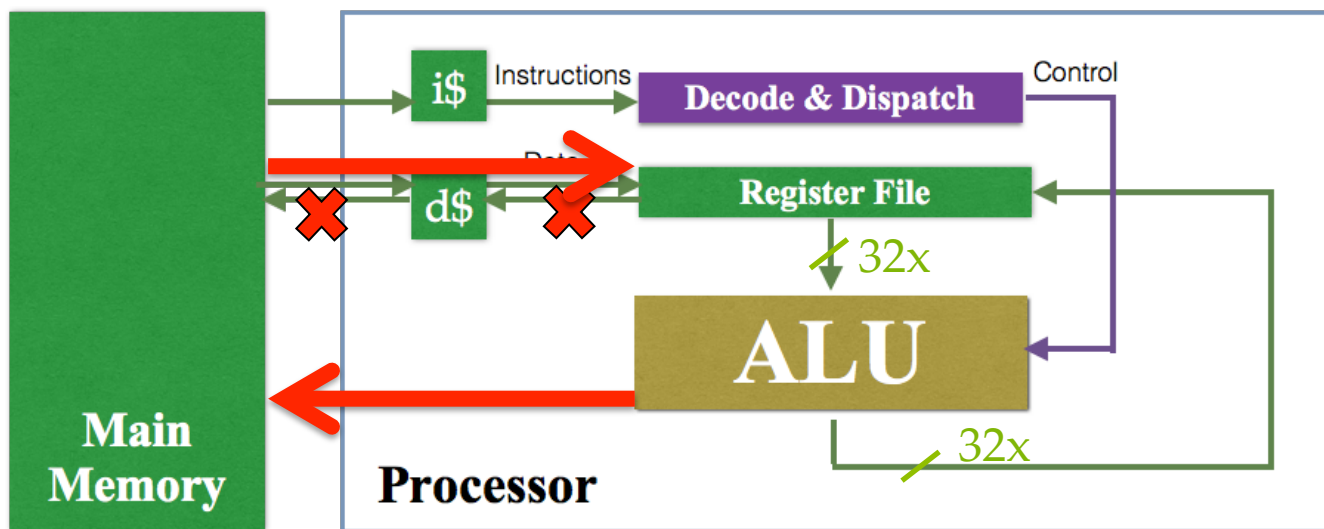 i$
Instructions
Decode & Dispatch
Control
d$
Register File
32x
ALU
32x
Main
Memory
Processor